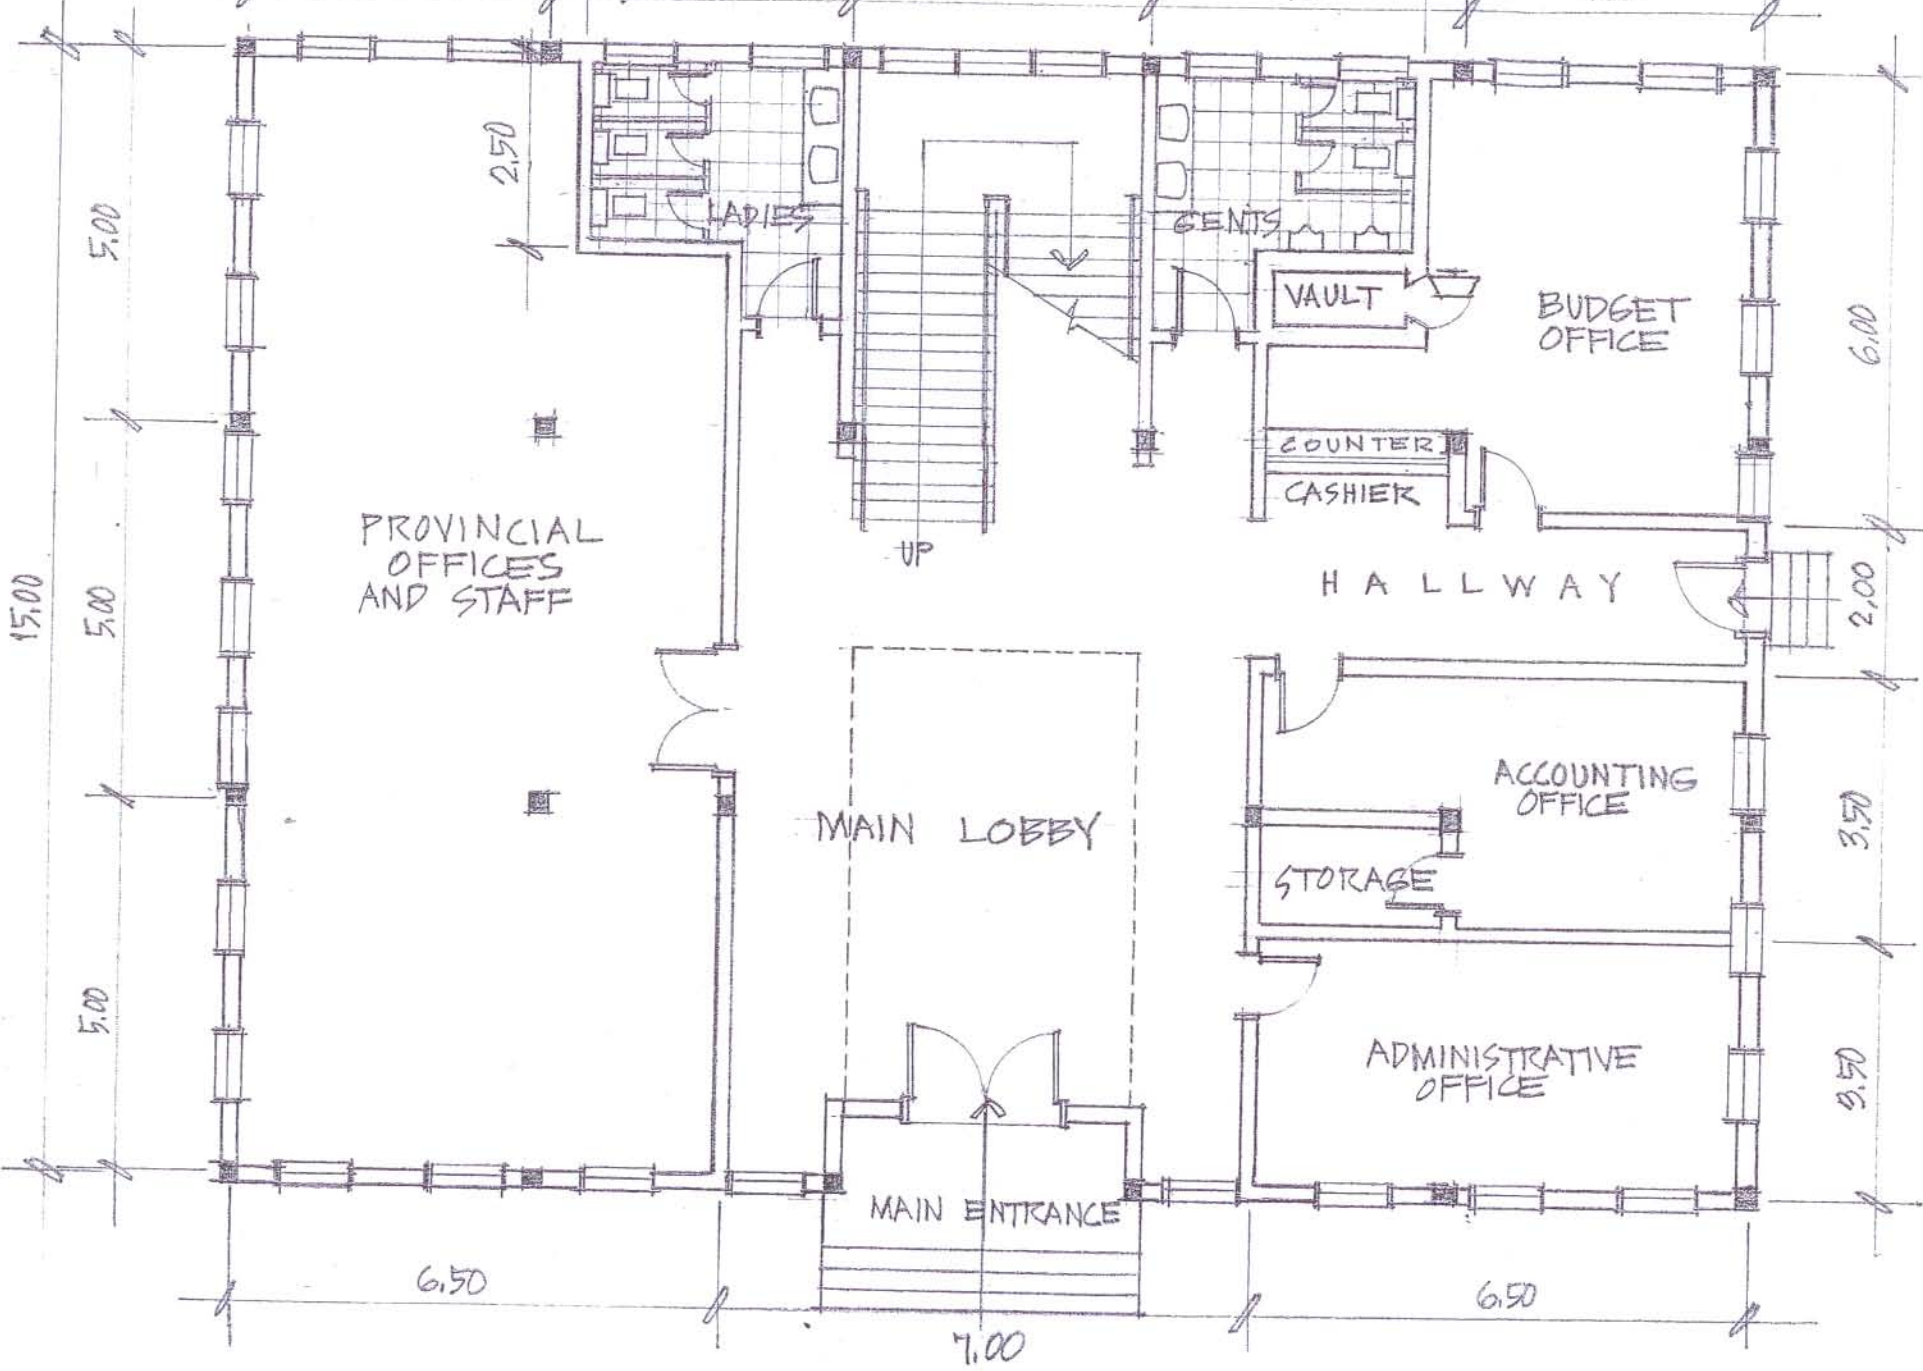 2.50
LADIES
GENTS
5.00
VAULT
BUDGET
OFFICE
6.00
COUNTER
CASHIER
PROVINCIAL
OFFICES
AND STAFF
UP
HALLWAY
2.00
15.00
5.00
ACCOUNTING
OFFICE
3.50
MAIN LOBBY
STORAGE
5.00
ADMINISTRATIVE
OFFICE
3.50
MAIN ENTRANCE
6.50
6.50
7.00